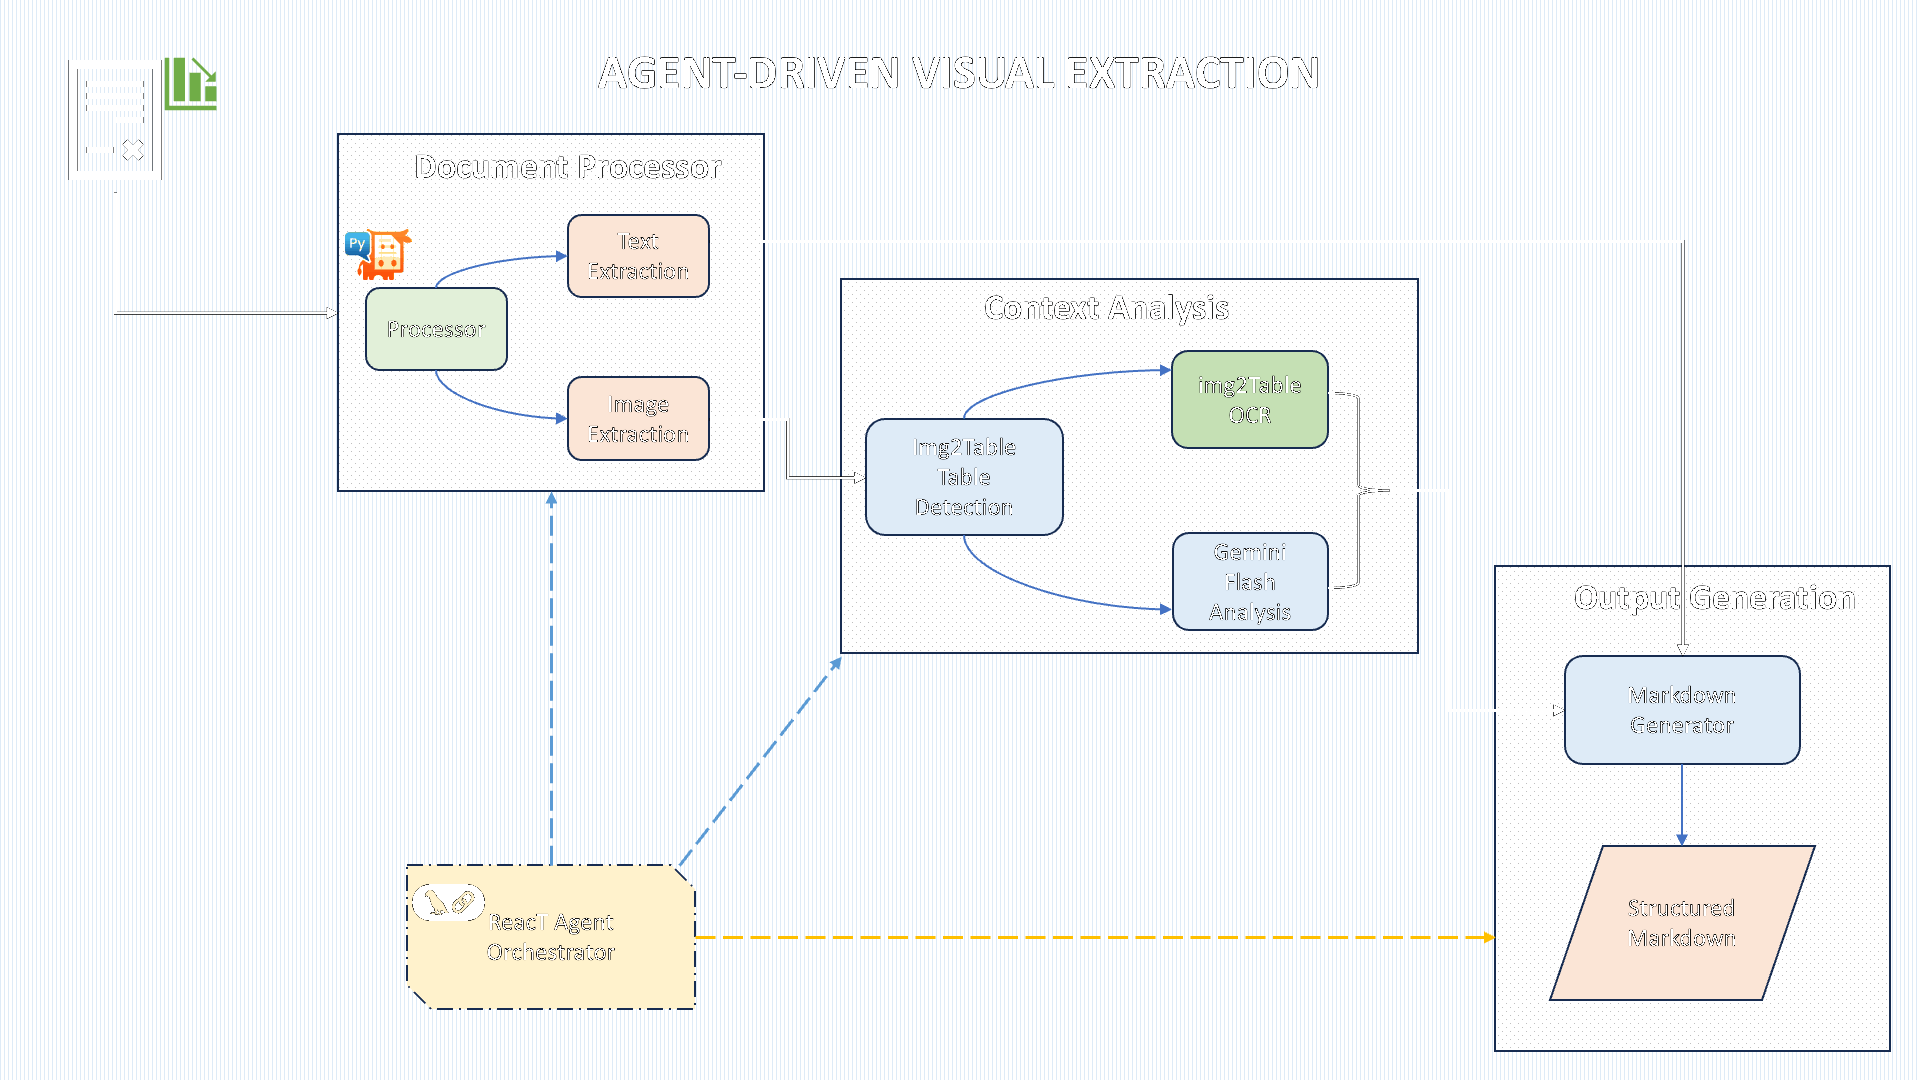 AGENT-DRIVEN VISUAL EXTRACTION
Document Processor
Py
Text
Extraction
Processor
Image
Extraction
Context Analysis
img2Table
OCR
Img2Table
Table
Detection
Gemini
Flash
Analysis
Output Generation
Markdown
Generator
Structured
Markdown
ReacT Agent
Orchestrator